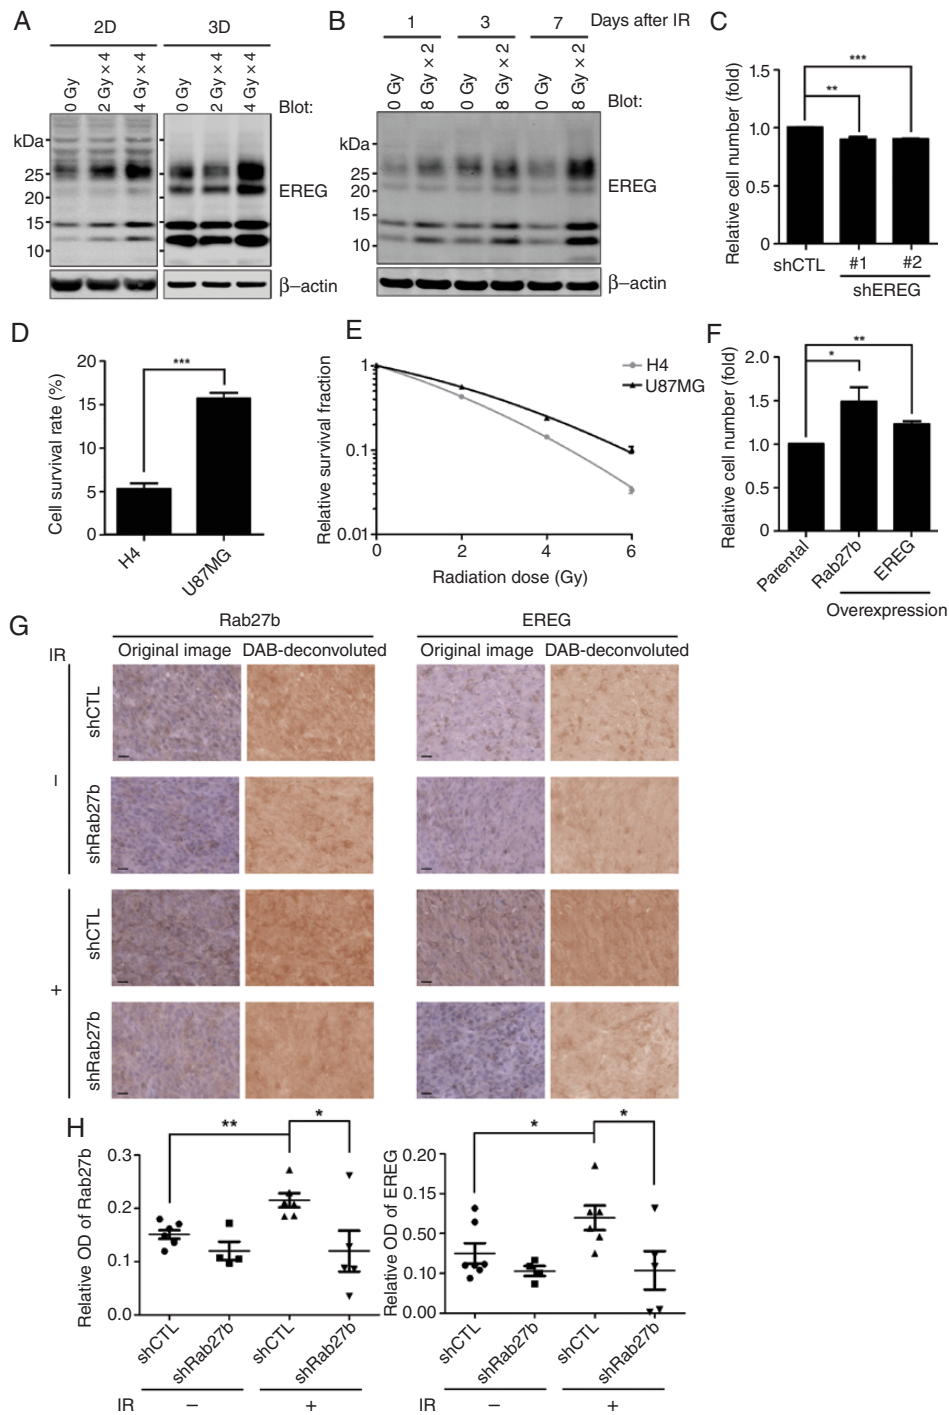 A
2D
3D
0 Gy
2 Gy × 4
4 Gy × 4
0 Gy
2 Gy × 4
4 Gy × 4
Blot:
kDa
25
20
15
10
EREG
β–actin
B
1
3
7
Days after IR
0 Gy
8 Gy × 2
0 Gy
8 Gy × 2
0 Gy
8 Gy × 2
Blot:
kDa
25
20
15
10
EREG
β–actin
C
Relative cell number (fold)
1.5
1.0
0.5
0
***
**
shCTL
#1
#2
shEREG
D
Cell survival rate (%)
20
15
10
5
0
***
H4
U87MG
E
Relative survival fraction
1
0.1
0.01
0
2
4
6
Radiation dose (Gy)
H4
U87MG
F
Relative cell number (fold)
2.0
1.5
1.0
0.5
0
**
*
Parental
Rab27b
EREG
Overexpression
G
Rab27b
EREG
IR
Original image
DAB-deconvoluted
Original image
DAB-deconvoluted
–
shCTL
shRab27b
+
shCTL
shRab27b
H
Relative OD of Rab27b
0.3
0.2
0.1
0.0
**
*
shCTL
shRab27b
shCTL
shRab27b
IR
–
+
Relative OD of EREG
0.20
0.15
0.50
0.10
0.00
*
*
shCTL
shRab27b
shCTL
shRab27b
IR
–
+